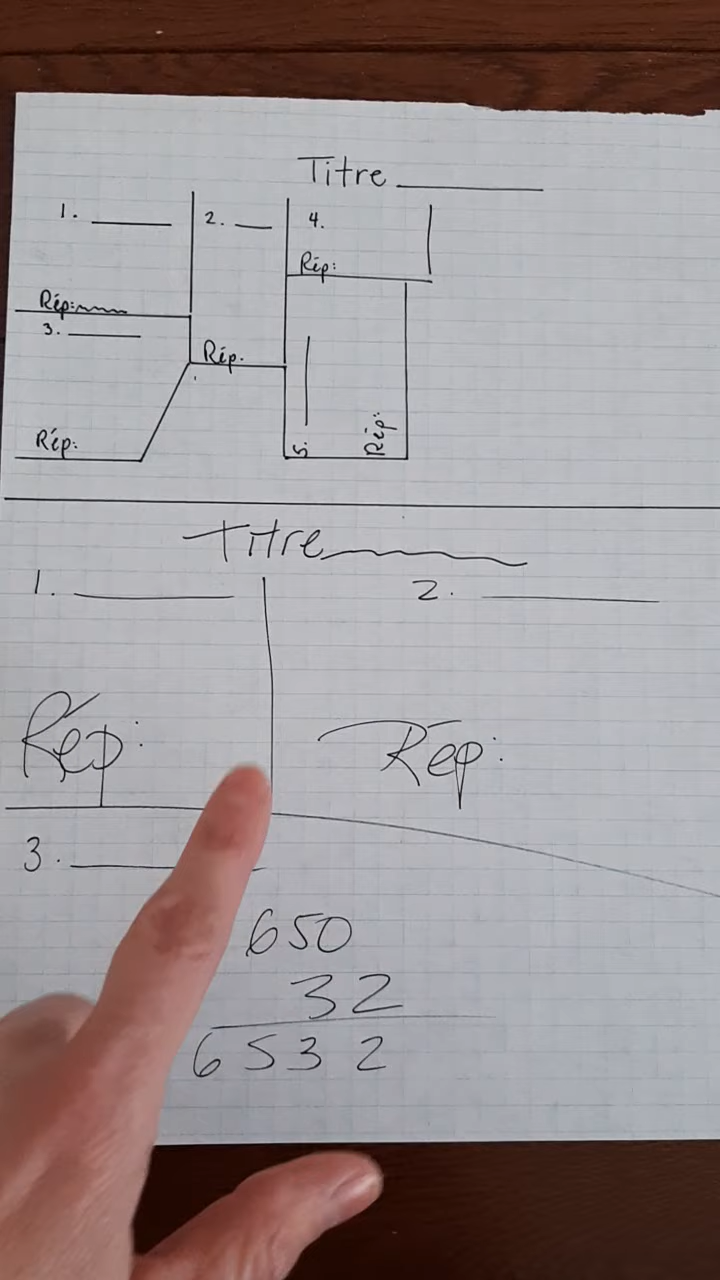 Titre
1.
2.
4.
Rép:
Rép:
3.
Rép.
Rép:
5.
Rép:
Titre
1.
2.
Rép:
Rép:
3.
650
32
6532